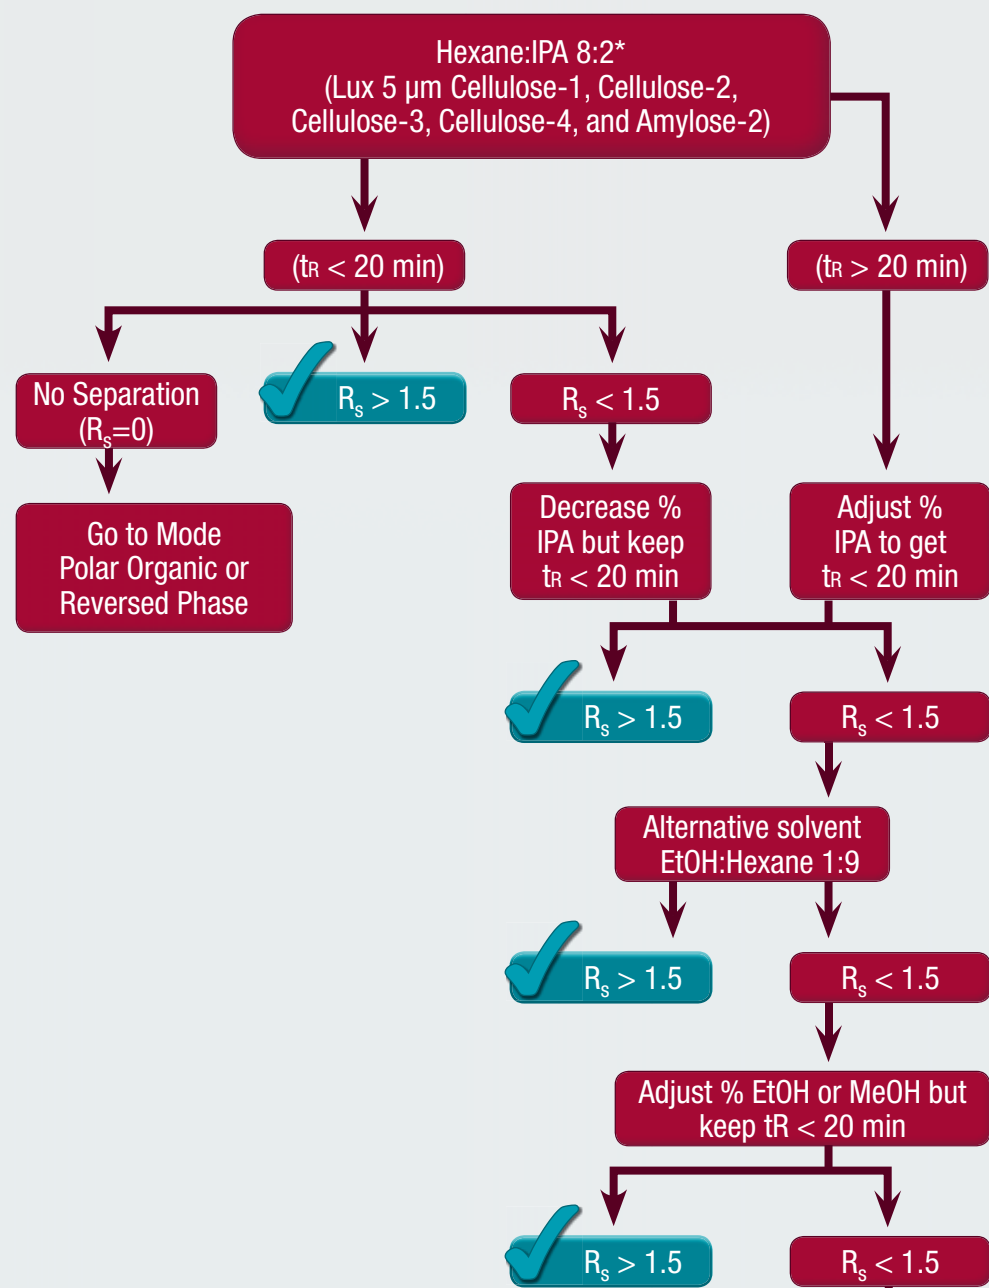 Hexane:IPA 8:2*
(Lux 5 µm Cellulose-1, Cellulose-2,
Cellulose-3, Cellulose-4, and Amylose-2)
(tR < 20 min)
(tR > 20 min)
No Separation
(Rs=0)
Rs > 1.5
Rs < 1.5
Go to Mode
Polar Organic or
Reversed Phase
Decrease %
IPA but keep
tR < 20 min
Adjust %
IPA to get
tR < 20 min
Rs > 1.5
Rs < 1.5
Alternative solvent
EtOH:Hexane 1:9
Rs > 1.5
Rs < 1.5
Adjust % EtOH or MeOH but
keep tR < 20 min
Rs > 1.5
Rs < 1.5